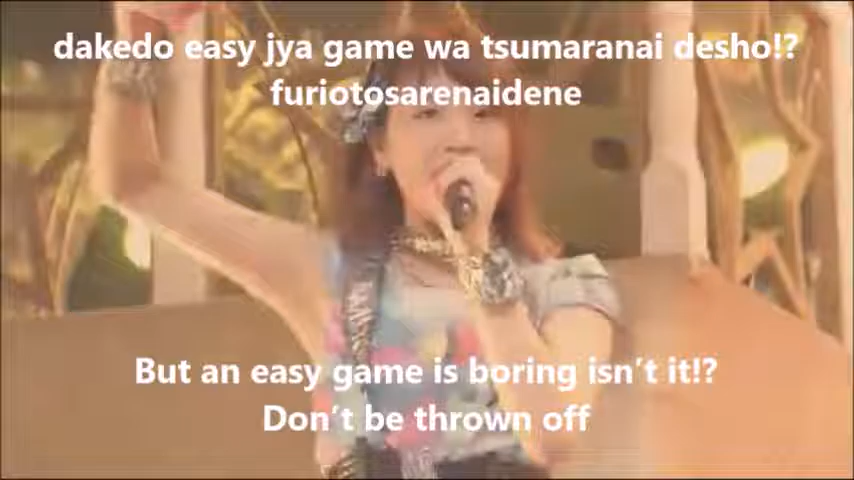 dakedo easy jya game wa tsumaranai desho!?
furiotosarenaidene
But an easy game is boring isn't it!?
Don't be thrown off